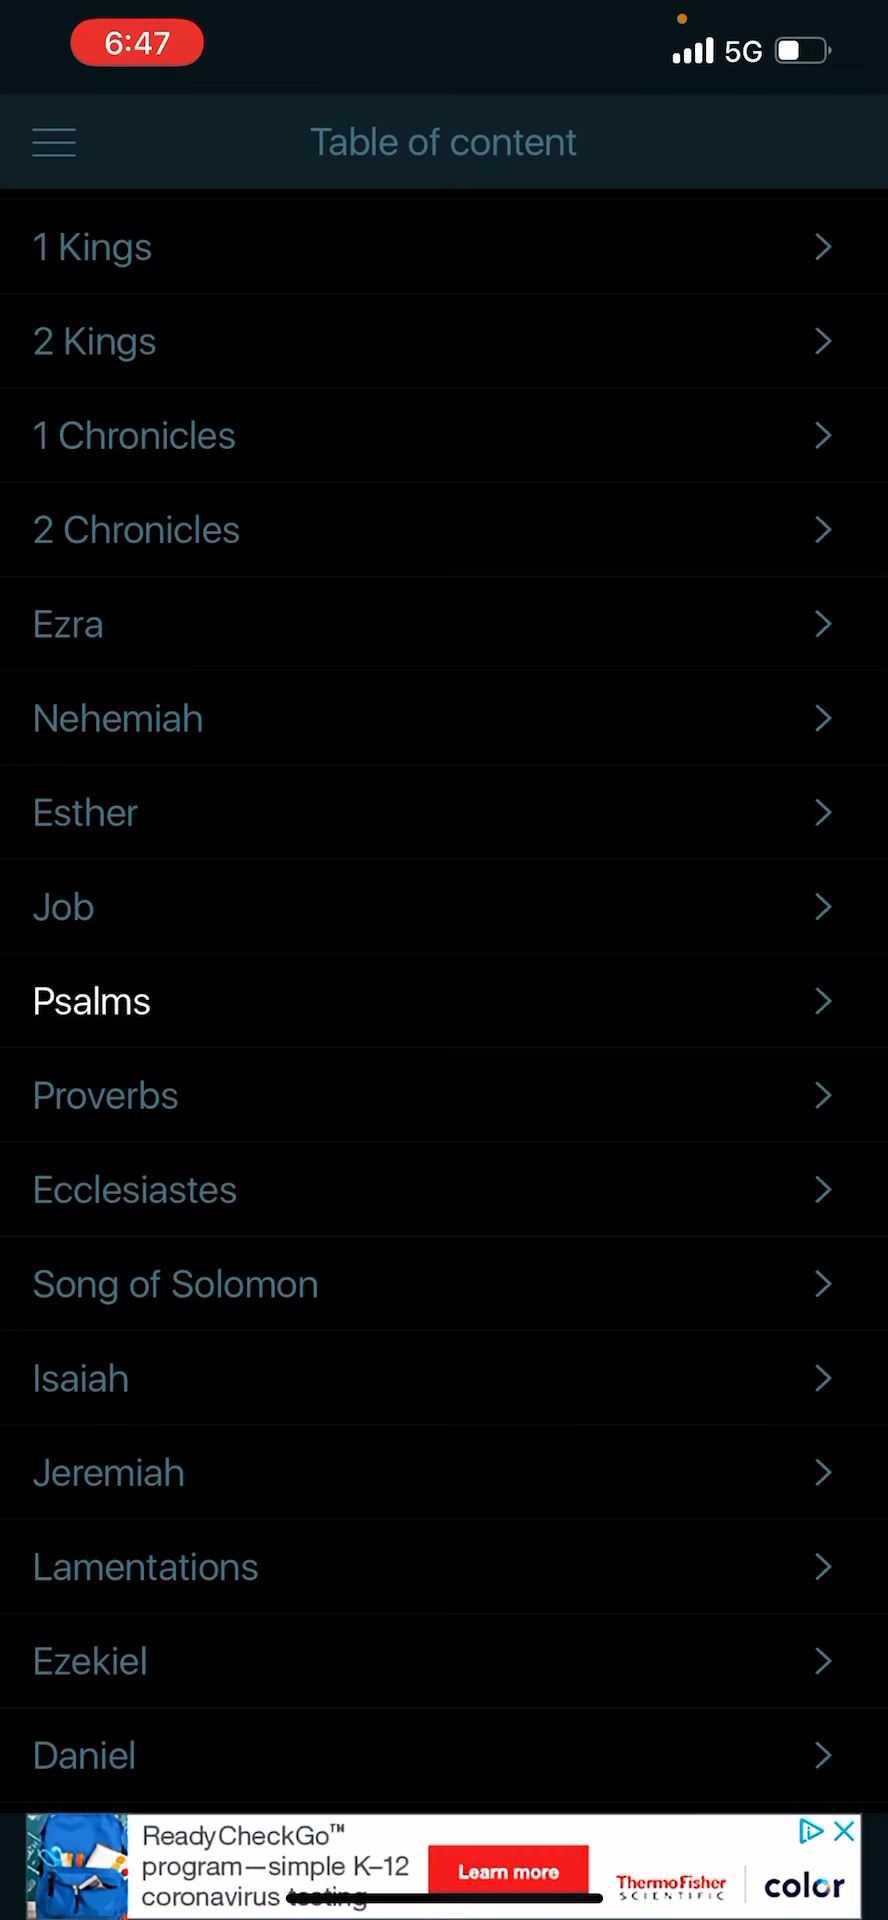 6:47
5G
Table of content
1 Kings
2 Kings
1 Chronicles
2 Chronicles
Ezra
Nehemiah
Esther
Job
Psalms
Proverbs
Ecclesiastes
Song of Solomon
Isaiah
Jeremiah
Lamentations
Ezekiel
Daniel
ReadyCheckGo™
program—simple K–12
coronavirus testing
Learn more
ThermoFisher
SCIENTIFIC
color